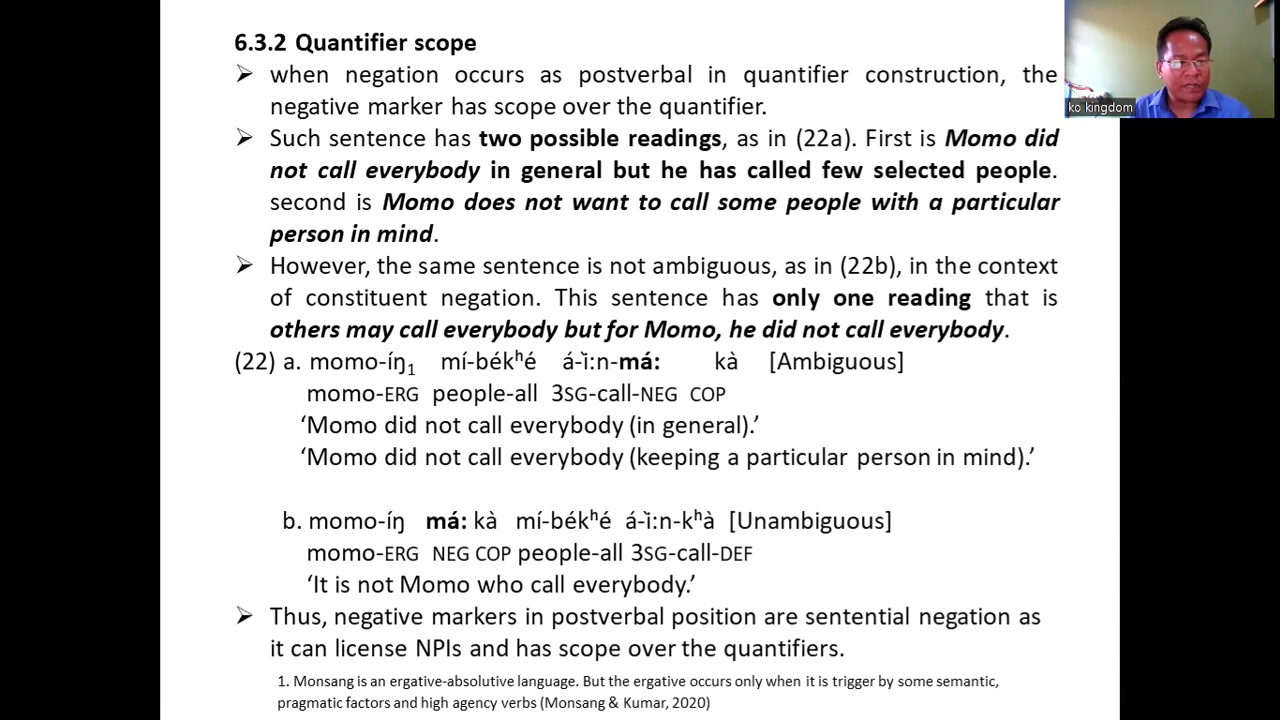 6.3.2 Quantifier scope
➢ when negation occurs as postverbal in quantifier construction, the
negative marker has scope over the quantifier.
➢ Such sentence has two possible readings, as in (22a). First is Momo did
not call everybody in general but he has called few selected people.
second is Momo does not want to call some people with a particular
person in mind.
➢ However, the same sentence is not ambiguous, as in (22b), in the context
of constituent negation. This sentence has only one reading that is
others may call everybody but for Momo, he did not call everybody.
(22) a. momo-íŋ₁ mí-békʰé á-ı̀:n-má: kà [Ambiguous]
momo-ERG people-all 3SG-call-NEG COP
‘Momo did not call everybody (in general).’
‘Momo did not call everybody (keeping a particular person in mind).’
b. momo-íŋ má: kà mí-békʰé á-ı̀:n-kʰà [Unambiguous]
momo-ERG NEG COP people-all 3SG-call-DEF
‘It is not Momo who call everybody.’
➢ Thus, negative markers in postverbal position are sentential negation as
it can license NPIs and has scope over the quantifiers.
1. Monsang is an ergative-absolutive language. But the ergative occurs only when it is trigger by some semantic,
pragmatic factors and high agency verbs (Monsang & Kumar, 2020)
ko kingdom